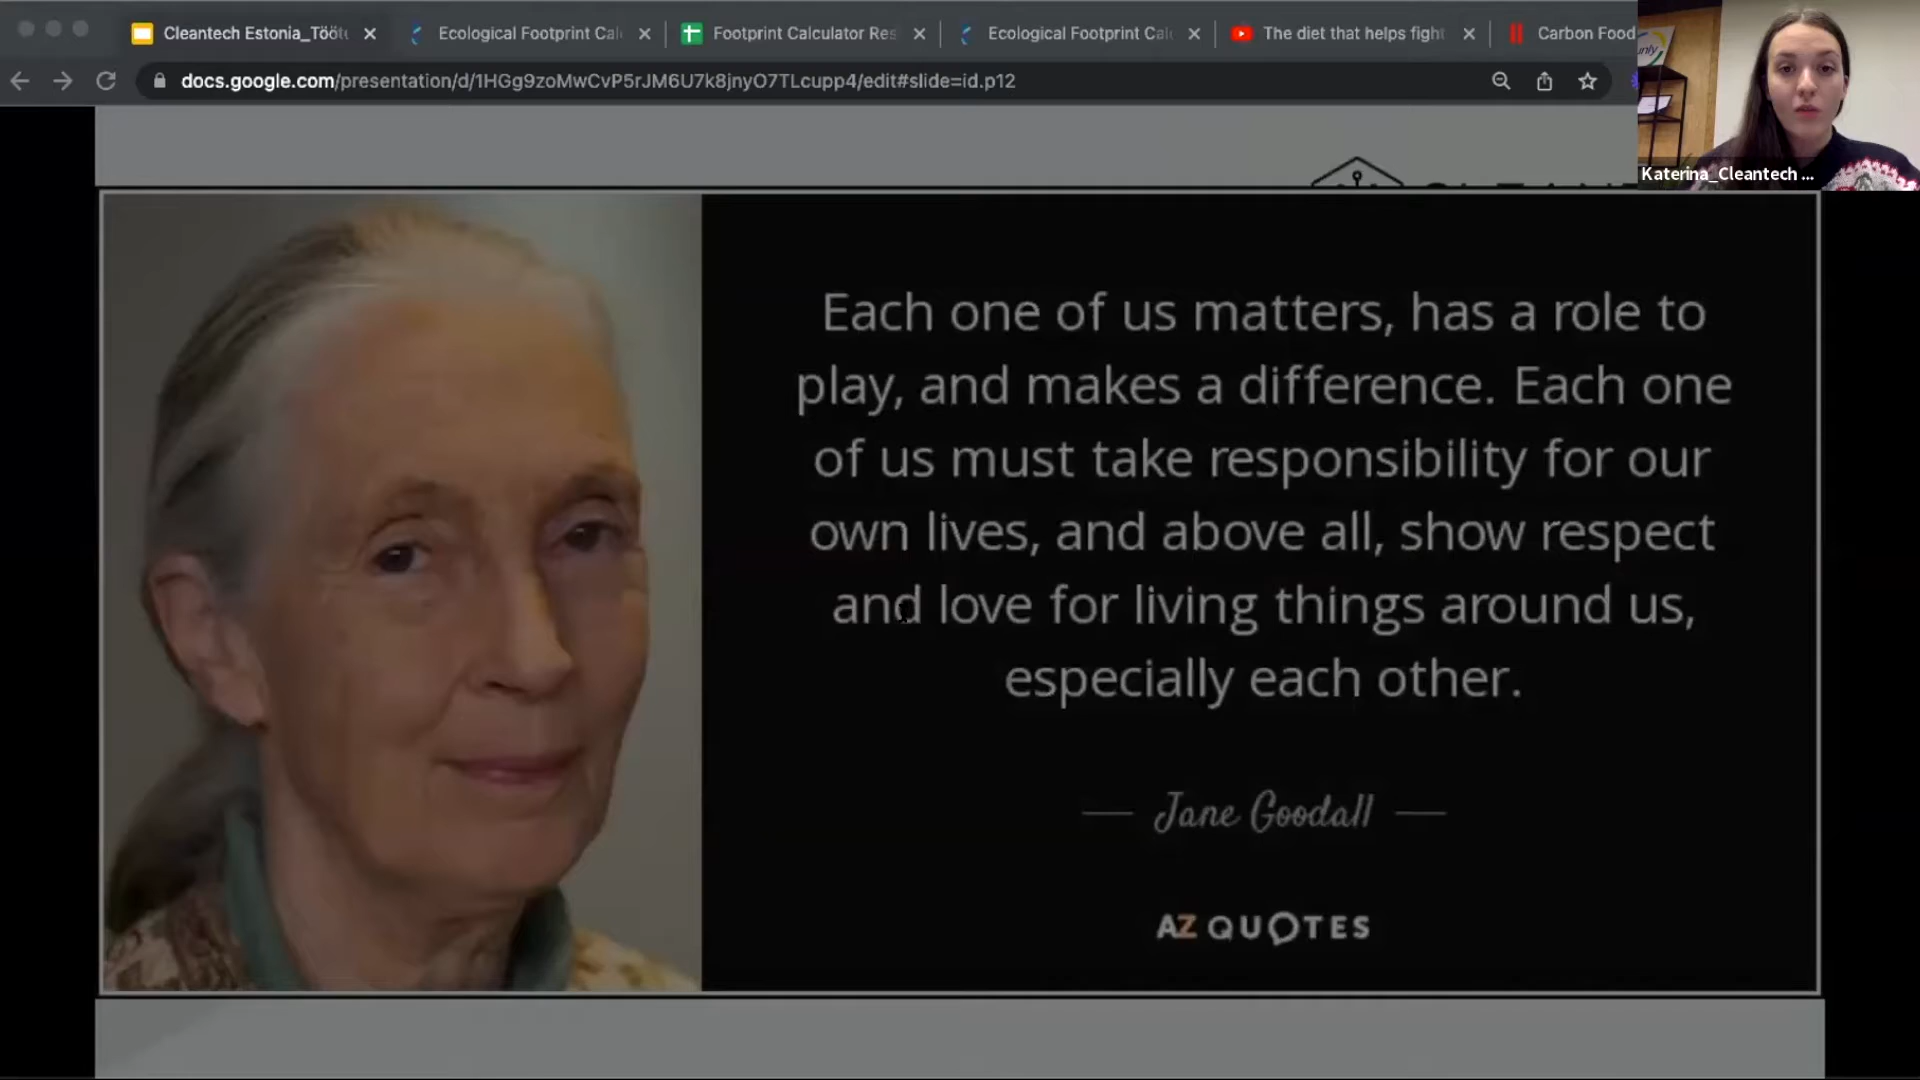 Cleantech Estonia_Tööt
Ecological Footprint Cal
Footprint Calculator Res
Ecological Footprint Cal
The diet that helps fight
Carbon Food
docs.google.com/presentation/d/1HGg9zoMwCvP5rJM6U7k8jnyO7TLcupp4/edit#slide=id.p12
Katerina_Cleantech ...
Each one of us matters, has a role to
play, and makes a difference. Each one
of us must take responsibility for our
own lives, and above all, show respect
and love for living things around us,
especially each other.
— Jane Goodall —
AZ QUOTES